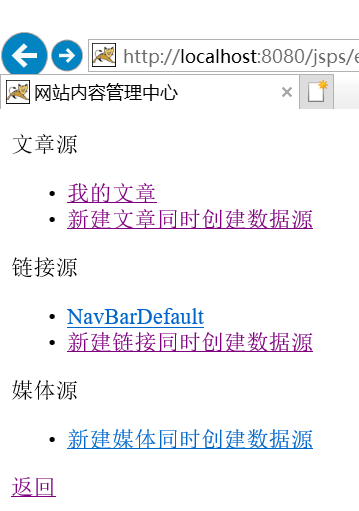 http://localhost:8080/jsps/e
网站内容管理中心
文章源
我的文章
新建文章同时创建数据源
链接源
NavBarDefault
新建链接同时创建数据源
媒体源
新建媒体同时创建数据源
返回